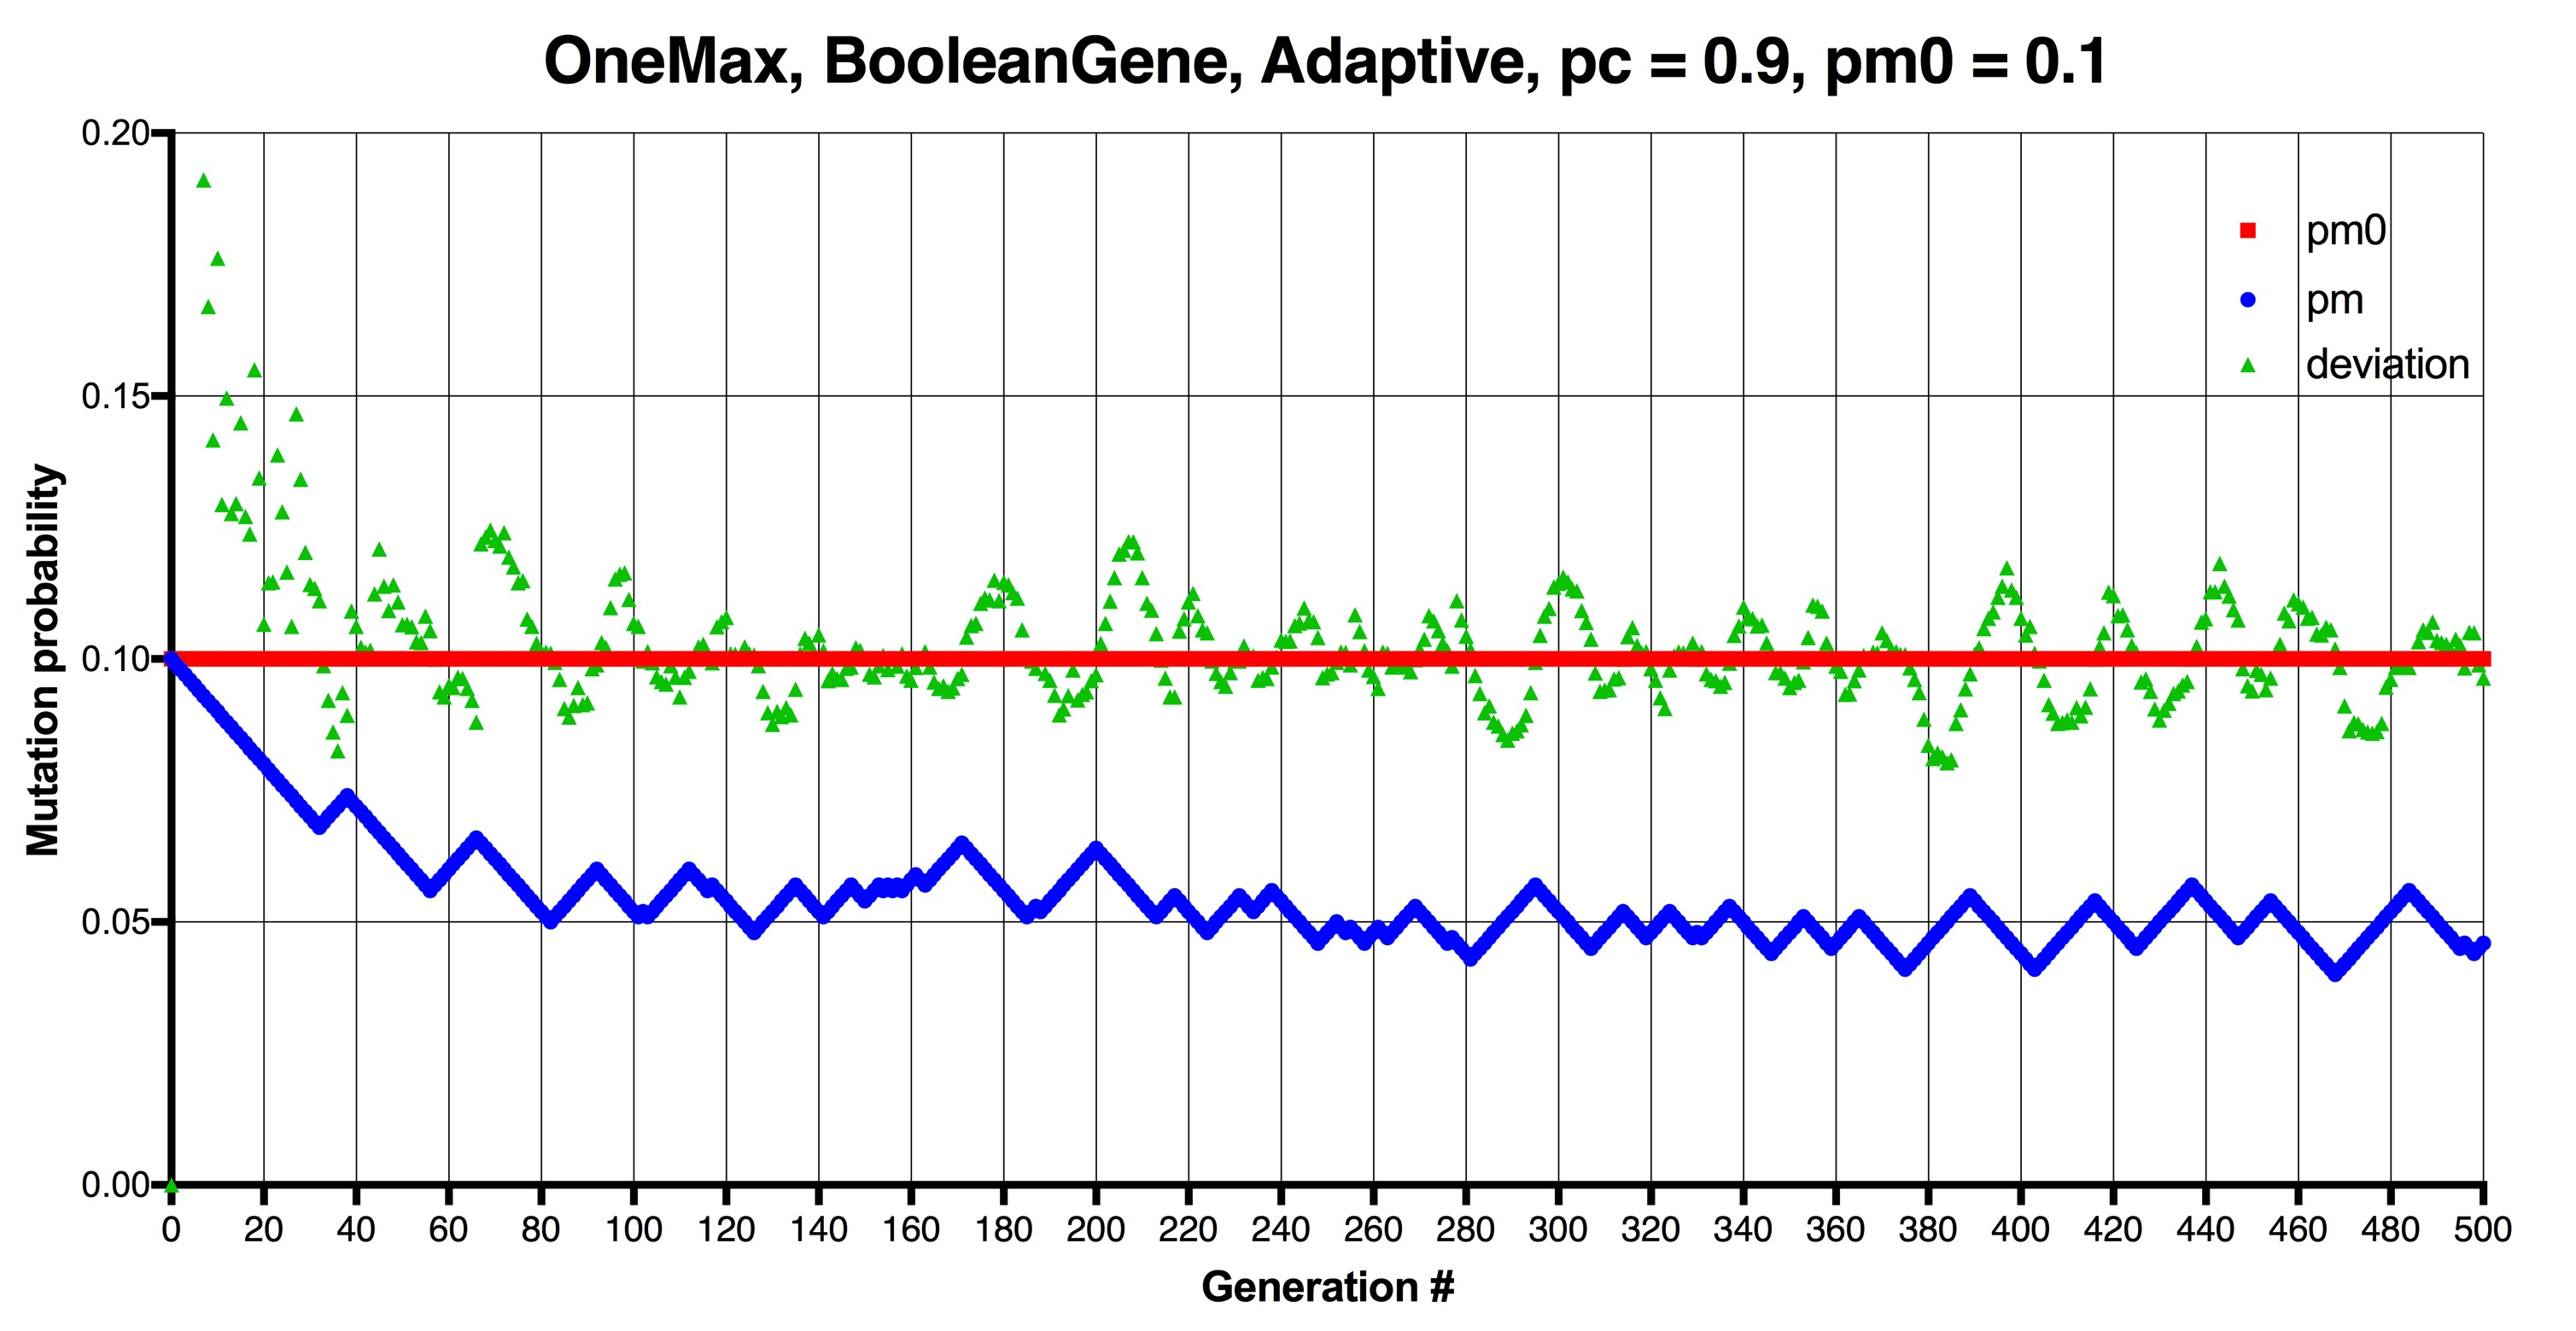 OneMax, BooleanGene, Adaptive, pc = 0.9, pm0 = 0.1
0.20
0.15
0.10
0.05
0.00
Mutation probability
pm0
pm
deviation
0 20 40 60 80 100 120 140 160 180 200 220 240 260 280 300 320 340 360 380 400 420 440 460 480 500
Generation #